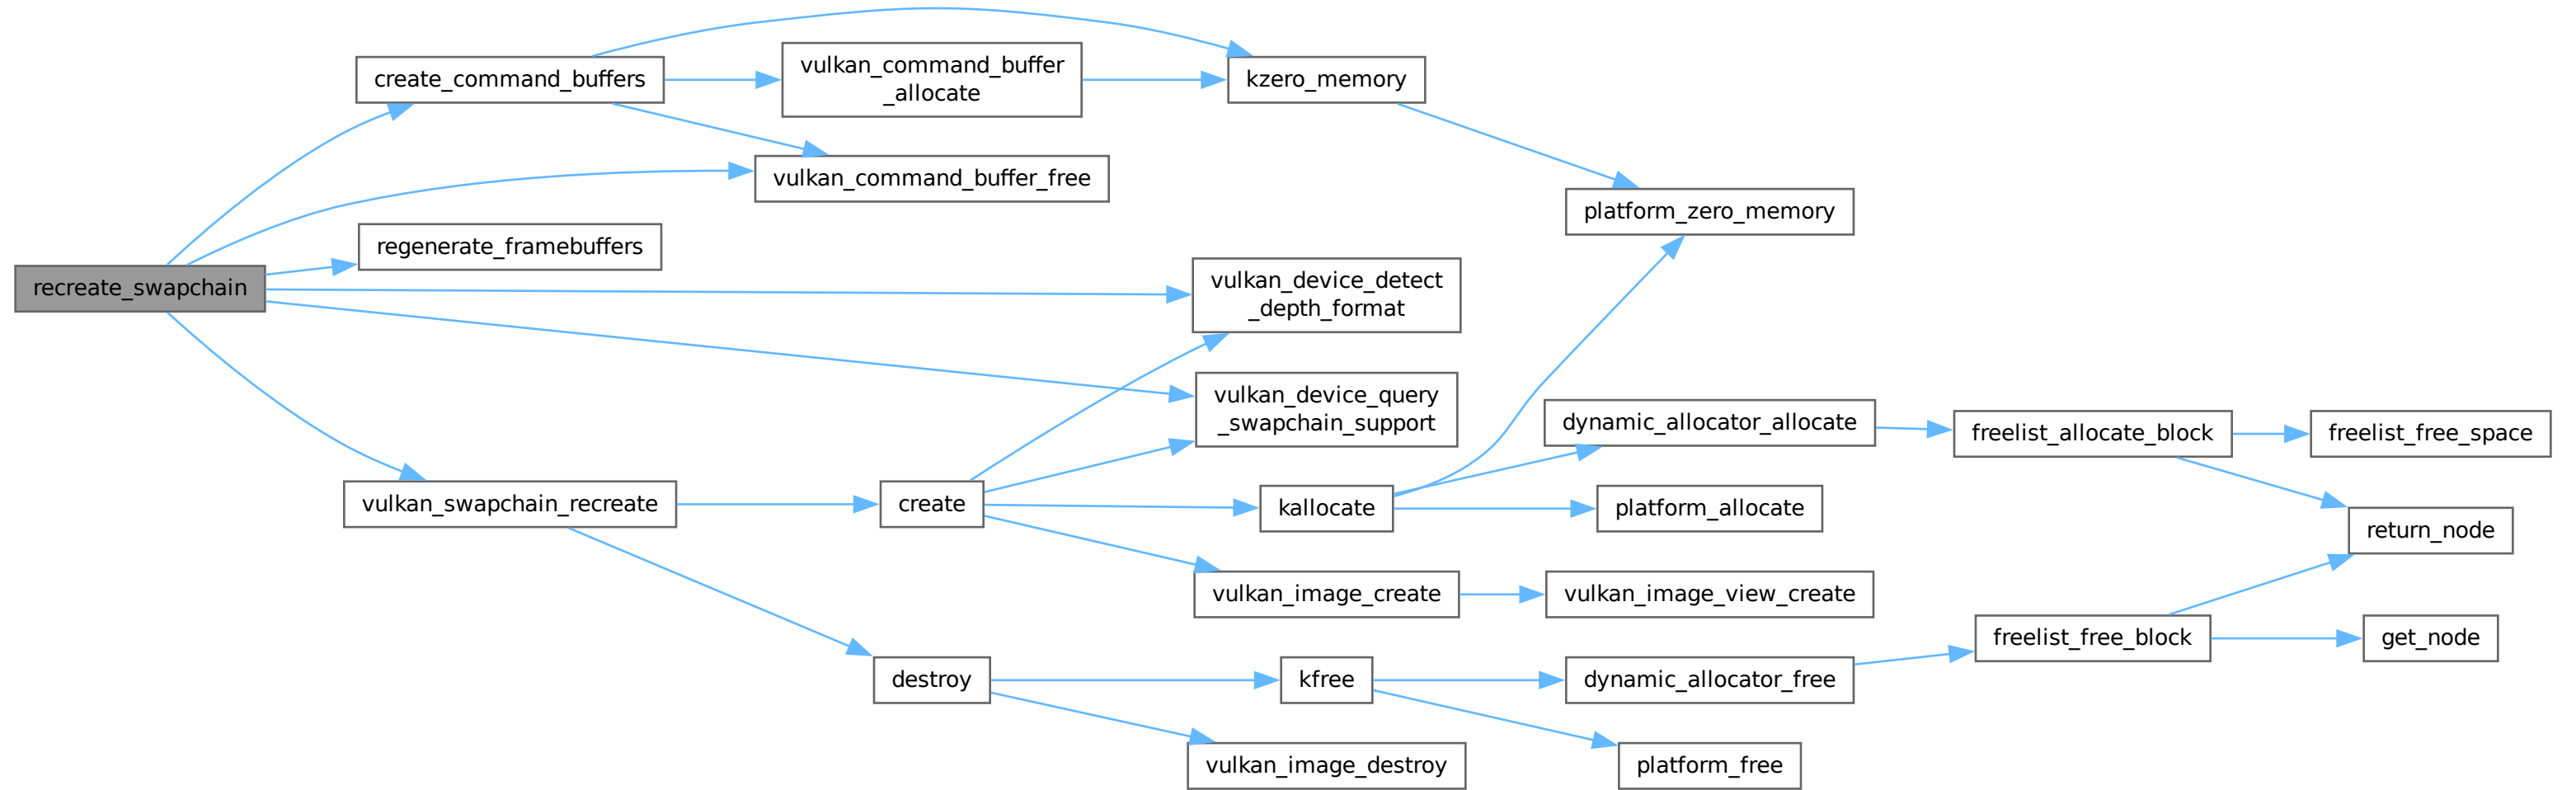 recreate_swapchain
create_command_buffers
vulkan_command_buffer
_allocate
kzero_memory
vulkan_command_buffer_free
platform_zero_memory
regenerate_framebuffers
vulkan_device_detect
_depth_format
vulkan_device_query
_swapchain_support
vulkan_swapchain_recreate
create
kallocate
dynamic_allocator_allocate
freelist_allocate_block
freelist_free_space
platform_allocate
return_node
vulkan_image_create
vulkan_image_view_create
destroy
kfree
dynamic_allocator_free
freelist_free_block
get_node
vulkan_image_destroy
platform_free